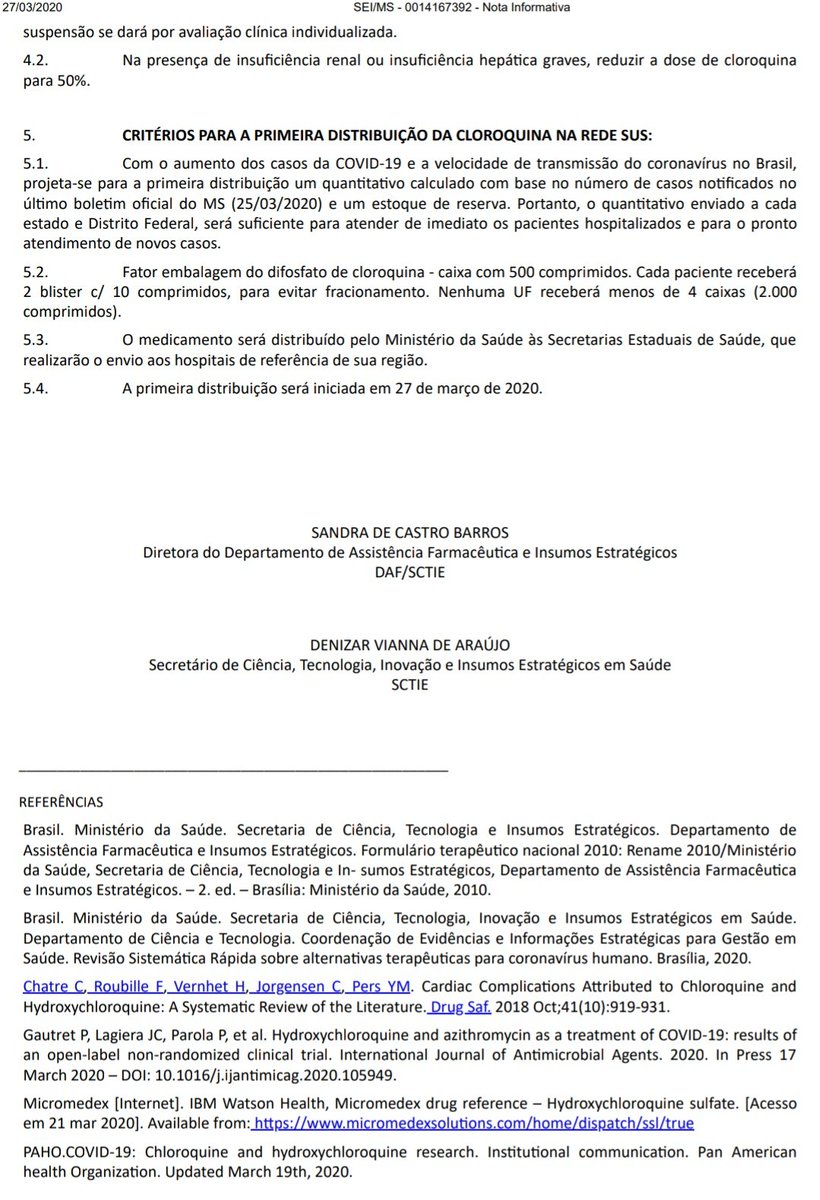 27/03/2020 SEI/MS - 0014167392 - Nota Informativa
suspensão se dará por avaliação clínica individualizada.
4.2. Na presença de insuficiência renal ou insuficiência hepática graves, reduzir a dose de cloroquina
para 50%.
5. CRITÉRIOS PARA A PRIMEIRA DISTRIBUIÇÃO DA CLOROQUINA NA REDE SUS:
5.1. Com o aumento dos casos da COVID-19 e a velocidade de transmissão do coronavírus no Brasil,
projeta-se para a primeira distribuição um quantitativo calculado com base no número de casos notificados no
último boletim oficial do MS (25/03/2020) e um estoque de reserva. Portanto, o quantitativo enviado a cada
estado e Distrito Federal, será suficiente para atender de imediato os pacientes hospitalizados e para o pronto
atendimento de novos casos.
5.2. Fator embalagem do difosfato de cloroquina - caixa com 500 comprimidos. Cada paciente receberá
2 blister c/ 10 comprimidos, para evitar fracionamento. Nenhuma UF receberá menos de 4 caixas (2.000
comprimidos).
5.3. O medicamento será distribuído pelo Ministério da Saúde às Secretarias Estaduais de Saúde, que
realizarão o envio aos hospitais de referência de sua região.
5.4. A primeira distribuição será iniciada em 27 de março de 2020.
SANDRA DE CASTRO BARROS
Diretora do Departamento de Assistência Farmacêutica e Insumos Estratégicos
DAF/SCTIE
DENIZAR VIANNA DE ARAÚJO
Secretário de Ciência, Tecnologia, Inovação e Insumos Estratégicos em Saúde
SCTIE
REFERÊNCIAS
Brasil. Ministério da Saúde. Secretaria de Ciência, Tecnologia e Insumos Estratégicos. Departamento de
Assistência Farmacêutica e Insumos Estratégicos. Formulário terapêutico nacional 2010: Rename 2010/Ministério
da Saúde, Secretaria de Ciência, Tecnologia e In- sumos Estratégicos, Departamento de Assistência Farmacêutica
e Insumos Estratégicos. – 2. ed. – Brasília: Ministério da Saúde, 2010.
Brasil. Ministério da Saúde. Secretaria de Ciência, Tecnologia, Inovação e Insumos Estratégicos em Saúde.
Departamento de Ciência e Tecnologia. Coordenação de Evidências e Informações Estratégicas para Gestão em
Saúde. Revisão Sistemática Rápida sobre alternativas terapêuticas para coronavírus humano. Brasília, 2020.
Chatre C, Roubille F, Vernhet H, Jorgensen C, Pers YM. Cardiac Complications Attributed to Chloroquine and
Hydroxychloroquine: A Systematic Review of the Literature. Drug Saf. 2018 Oct;41(10):919-931.
Gautret P, Lagiera JC, Parola P, et al. Hydroxychloroquine and azithromycin as a treatment of COVID-19: results of
an open-label non-randomized clinical trial. International Journal of Antimicrobial Agents. 2020. In Press 17
March 2020 – DOI: 10.1016/j.ijantimicag.2020.105949.
Micromedex [Internet]. IBM Watson Health, Micromedex drug reference – Hydroxychloroquine sulfate. [Acesso
em 21 mar 2020]. Available from: https://www.micromedexsolutions.com/home/dispatch/ssl/true
PAHO.COVID-19: Chloroquine and hydroxychloroquine research. Institutional communication. Pan American
health Organization. Updated March 19th, 2020.